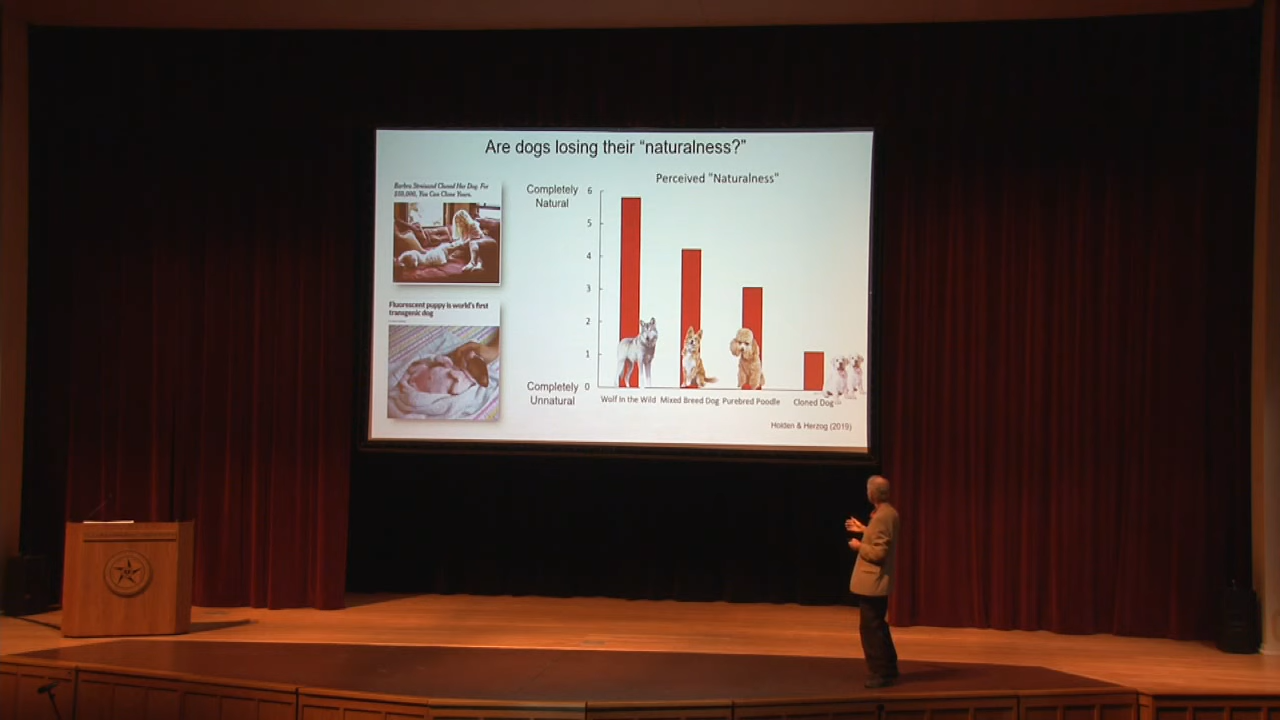 Are dogs losing their “naturalness?”
Barbra Streisand Cloned Her Dog. For
$50,000, You Can Clone Yours.
Fluorescent puppy is world's first
transgenic dog
Perceived "Naturalness"
Completely
Natural
6
5
4
3
2
1
0
Completely
Unnatural
Wolf In the Wild Mixed Breed Dog Purebred Poodle Cloned Dog
Holden & Herzog (2019)